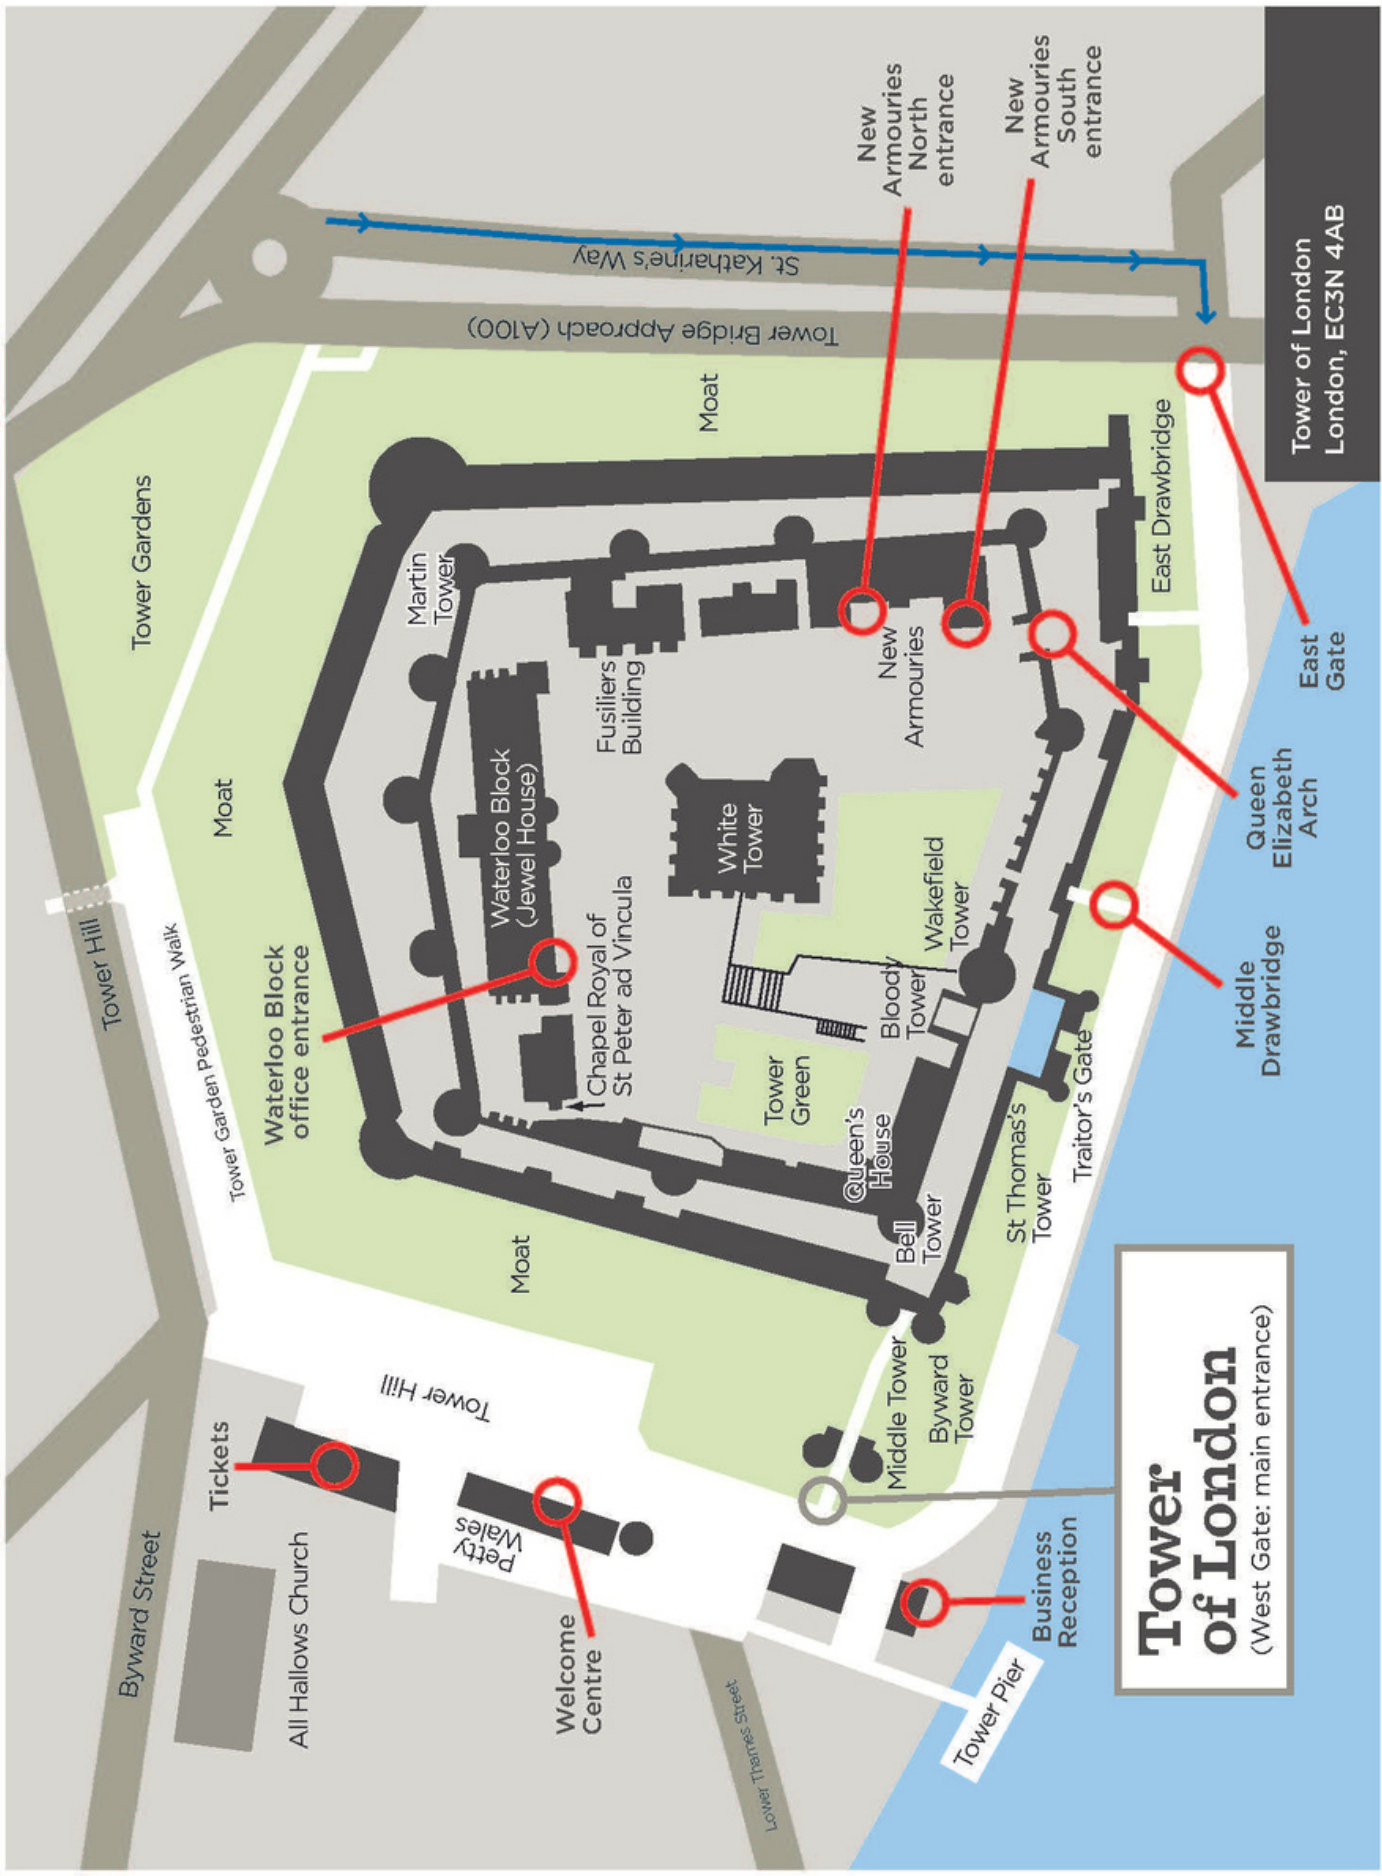 Tower Hill
Tower Gardens
Moat
Tower Garden Pedestrian Walk
Byward Street
Tickets
All Hallows Church
Tower Hill
Petty
Wales
Welcome
Centre
Lower Thames Street
Waterloo Block
office entrance
Martin
Tower
Waterloo Block
(Jewel House)
Chapel Royal of
St Peter ad Vincula
Fusiliers
Building
Moat
Moat
White
Tower
Tower
Green
Queen's
House
Bell
Tower
Bloody
Tower
Wakefield
Tower
New
Armouries
New
Armouries
North
entrance
New
Armouries
South
entrance
St. Katharine's Way
Tower Bridge Approach (A100)
Middle Tower
Byward
Tower
St Thomas's
Tower
Traitor's Gate
East Drawbridge
Business
Reception
Tower Pier
Middle
Drawbridge
Queen
Elizabeth
Arch
East
Gate
Tower
of London
(West Gate: main entrance)
Tower of London
London, EC3N 4AB